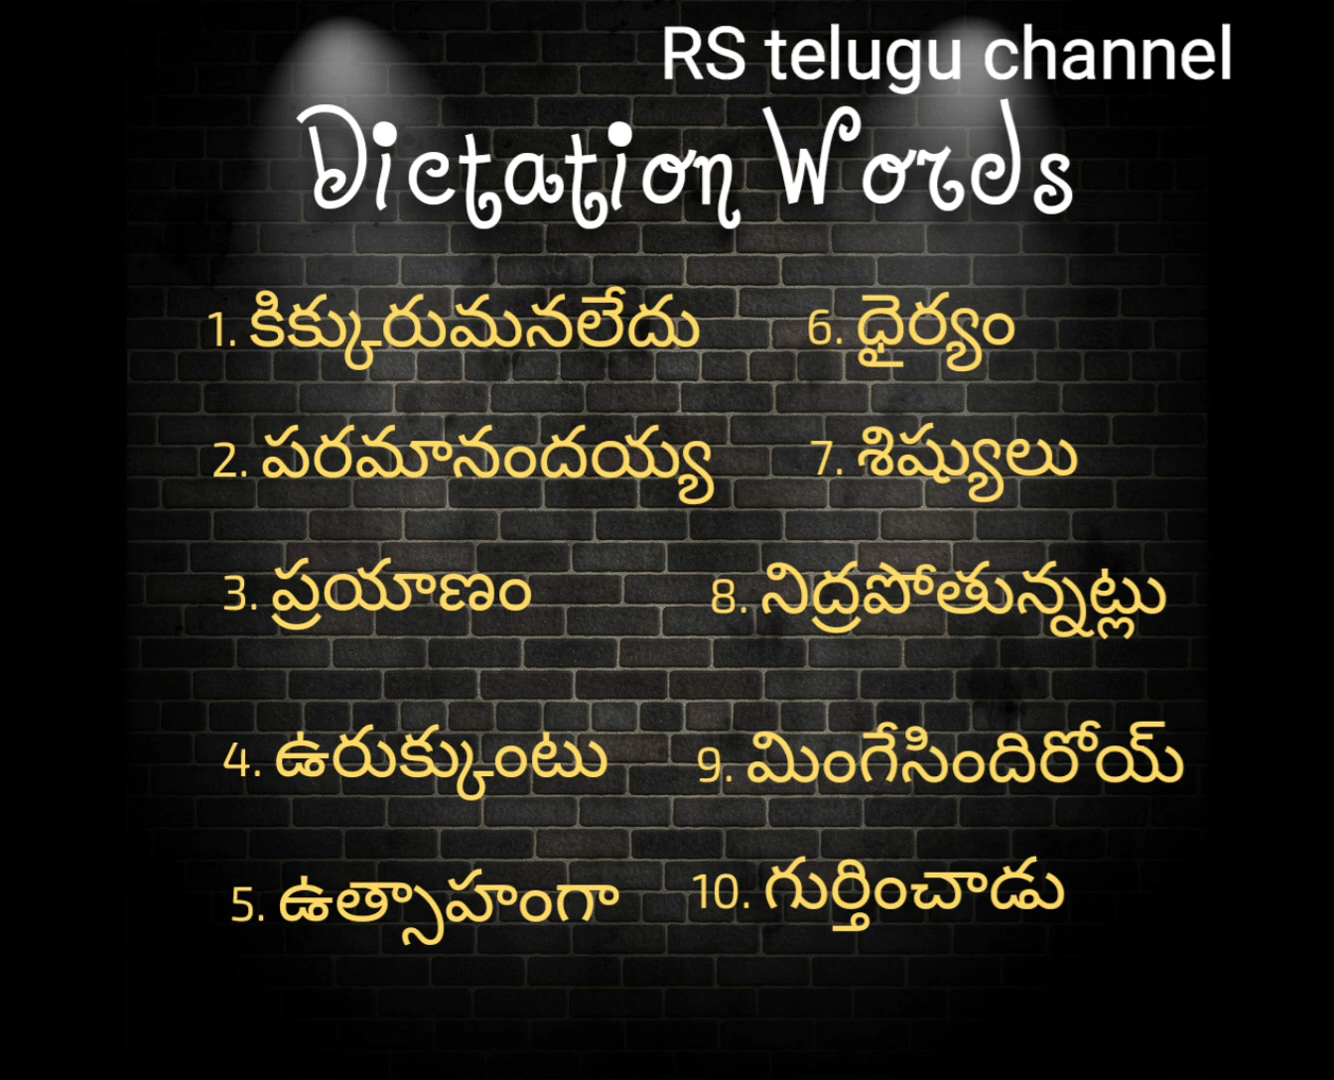 RS telugu channel
Dictation Words
1. కిక్కురుమనలేదు
2. పరమానందయ్య
3. ప్రయాణం
4. ఉరుక్కుంటు
5. ఉత్సాహంగా
6. ధైర్యం
7. శిష్యులు
8. నిద్రపోతున్నట్లు
9. మింగేసిందిరోయ్
10. గుర్తించాడు